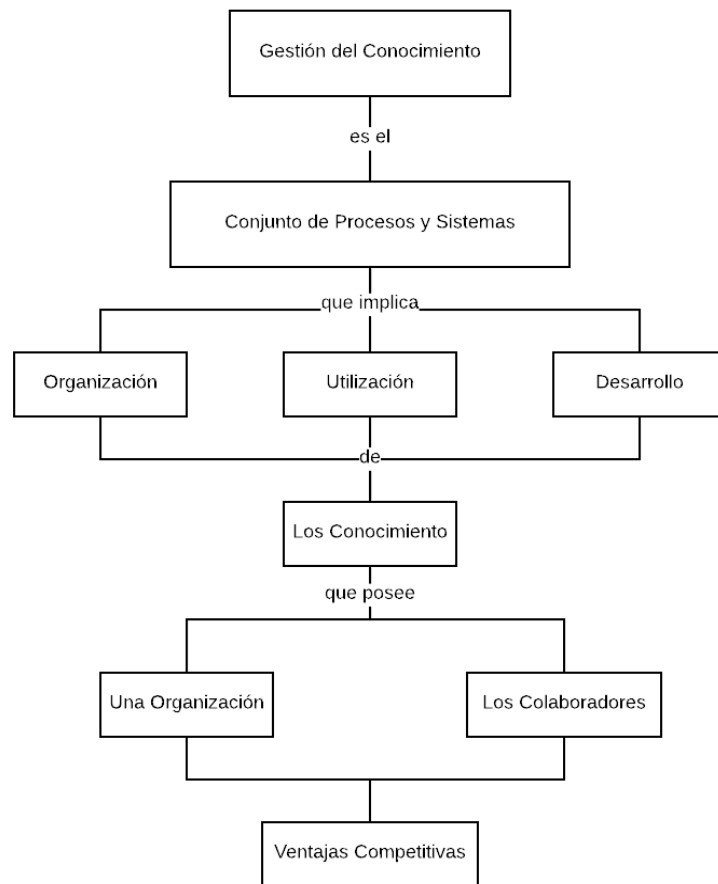 Gestión del Conocimiento
es el
Conjunto de Procesos y Sistemas
que implica
Organización
Utilización
Desarrollo
de
Los Conocimiento
que posee
Una Organización
Los Colaboradores
Ventajas Competitivas